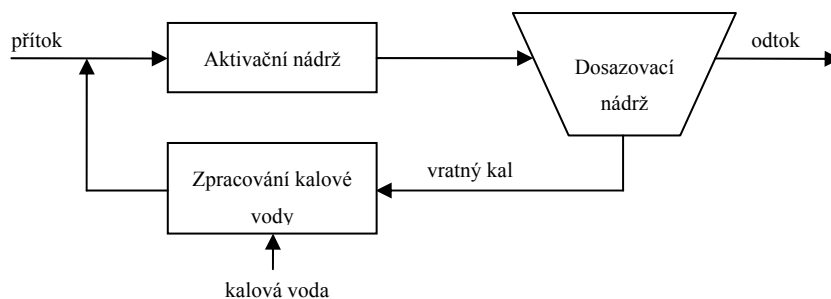 přítok
Aktivační nádrž
Dosazovací
nádrž
odtok
Zpracování kalové
vody
vratný kal
kalová voda